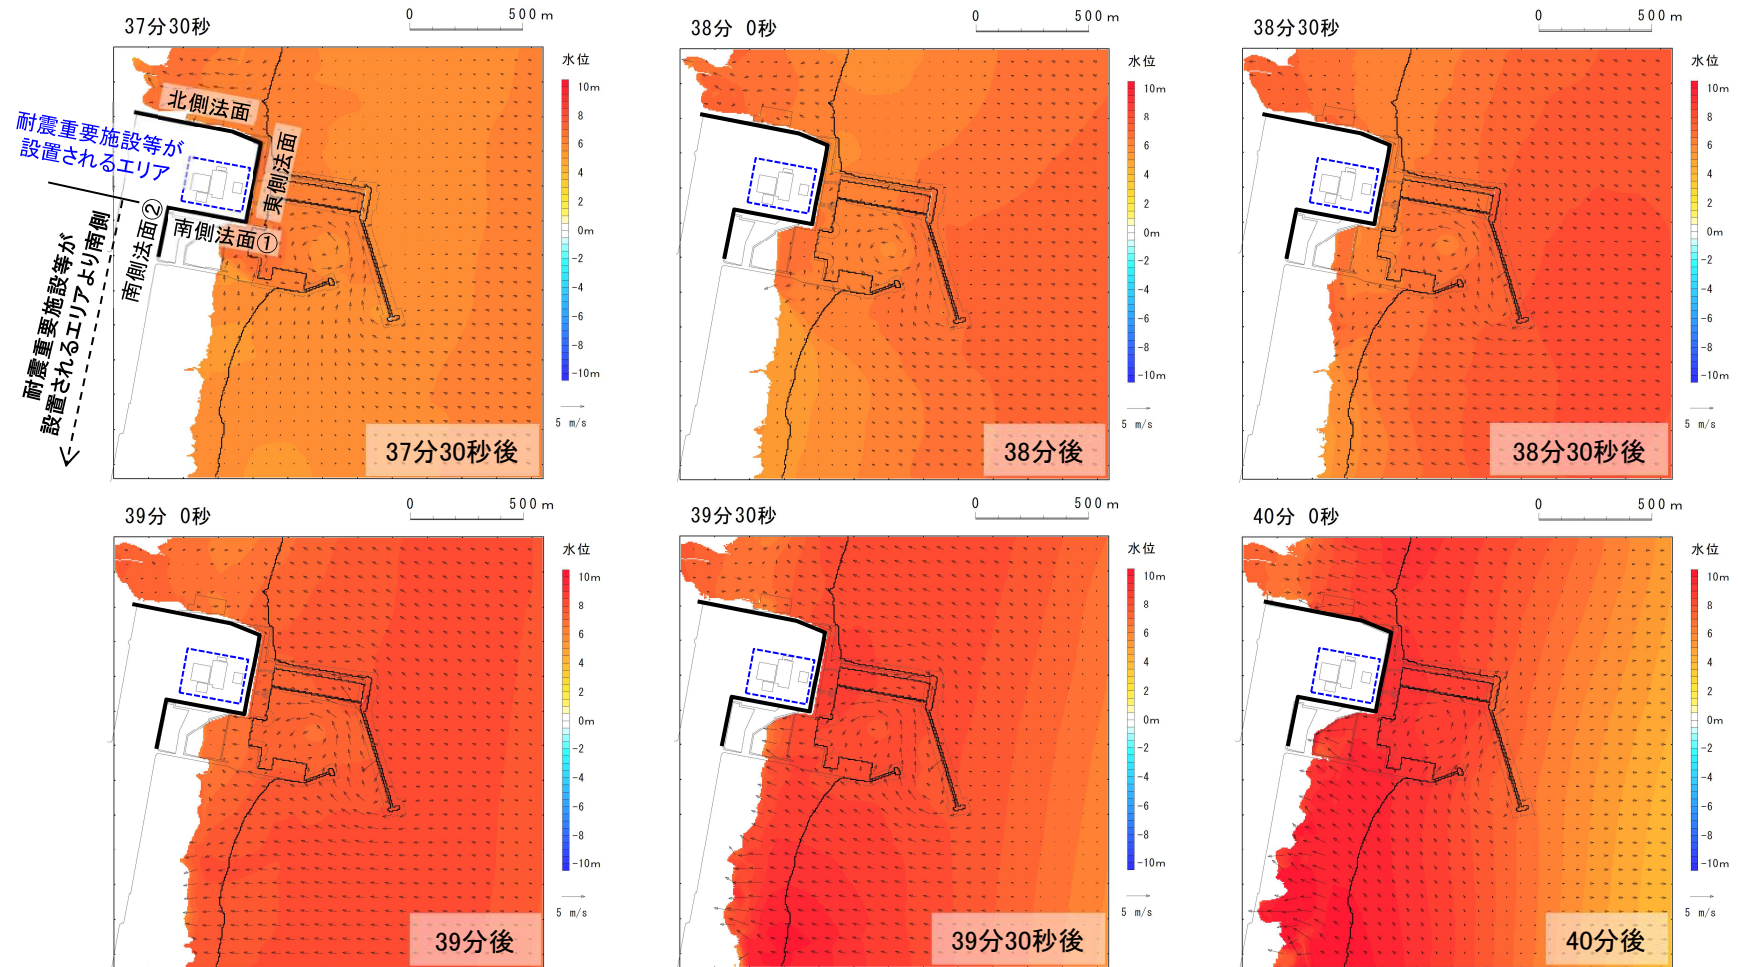 37分30秒
0 500 m
水位
10m
8
6
4
2
0m
-2
-4
-6
-8
-10m
5 m/s
北側法面
東側法面
耐震重要施設等が
設置されるエリア
南側法面①
南側法面②
耐震重要施設等が
設置されるエリアより南側
37分30秒後
38分 0秒
0 500 m
水位
10m
8
6
4
2
0m
-2
-4
-6
-8
-10m
5 m/s
38分後
38分30秒
0 500 m
水位
10m
8
6
4
2
0m
-2
-4
-6
-8
-10m
5 m/s
38分30秒後
39分 0秒
0 500 m
水位
10m
8
6
4
2
0m
-2
-4
-6
-8
-10m
5 m/s
39分後
39分30秒
0 500 m
水位
10m
8
6
4
2
0m
-2
-4
-6
-8
-10m
5 m/s
39分30秒後
40分 0秒
0 500 m
水位
10m
8
6
4
2
0m
-2
-4
-6
-8
-10m
5 m/s
40分後